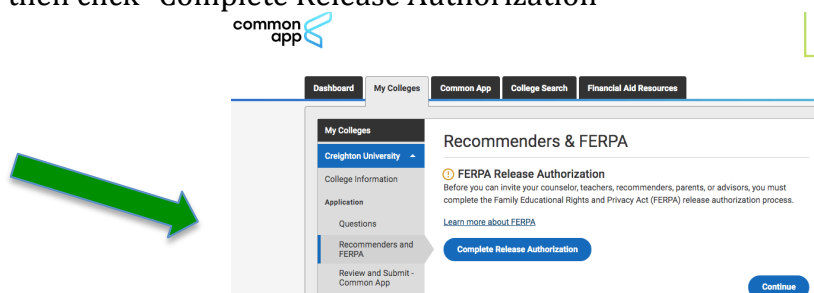 then click "Complete Release Authorization"
common
app
Dashboard
My Colleges
Common App
College Search
Financial Aid Resources
My Colleges
Creighton University
College Information
Application
Questions
Recommenders and
FERPA
Review and Submit -
Common App
Recommenders & FERPA
FERPA Release Authorization
Before you can invite your counselor, teachers, recommenders, parents, or advisors, you must
complete the Family Educational Rights and Privacy Act (FERPA) release authorization process.
Learn more about FERPA
Complete Release Authorization
Continue